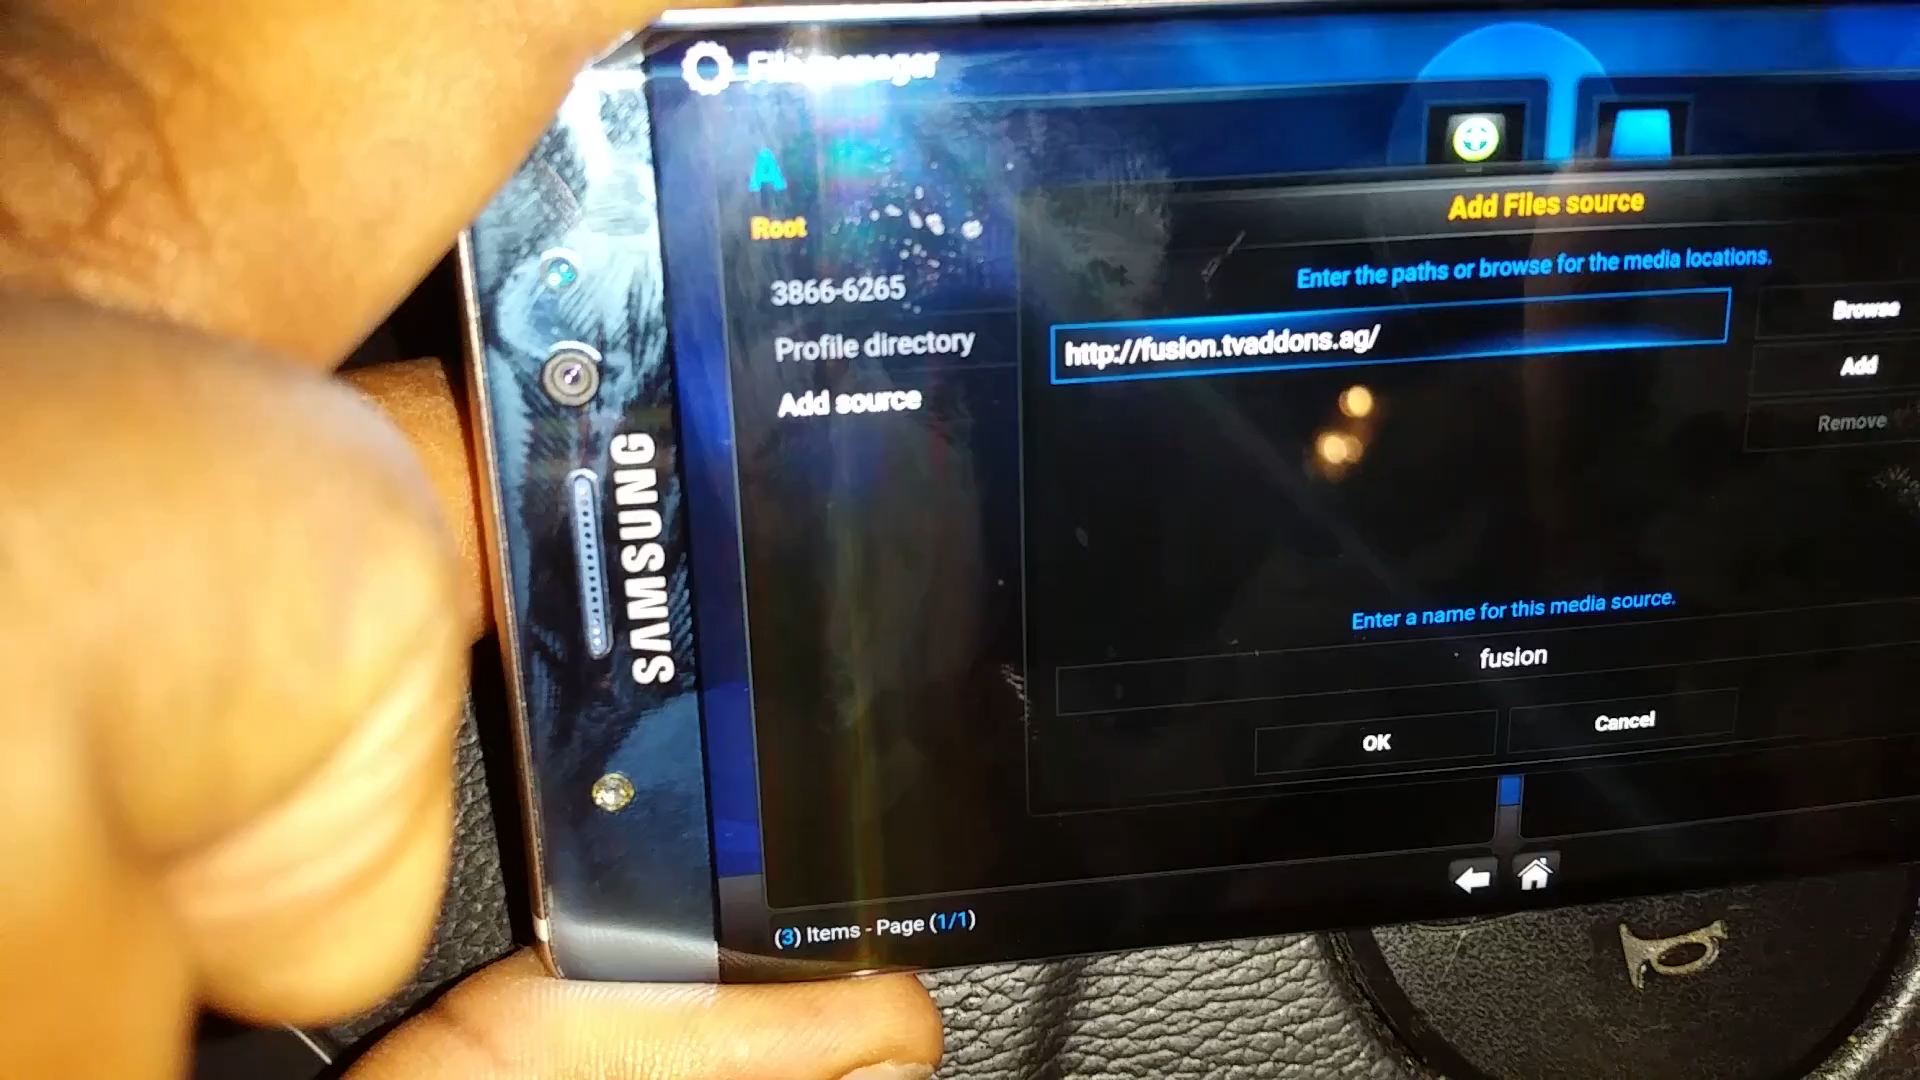 File manager
SAMSUNG
Root
3866-6265
Profile directory
Add source
Add Files source
Enter the paths or browse for the media locations.
http://fusion.tvaddons.ag/
Browse
Add
Remove
Enter a name for this media source.
fusion
OK
Cancel
(3) Items - Page (1/1)